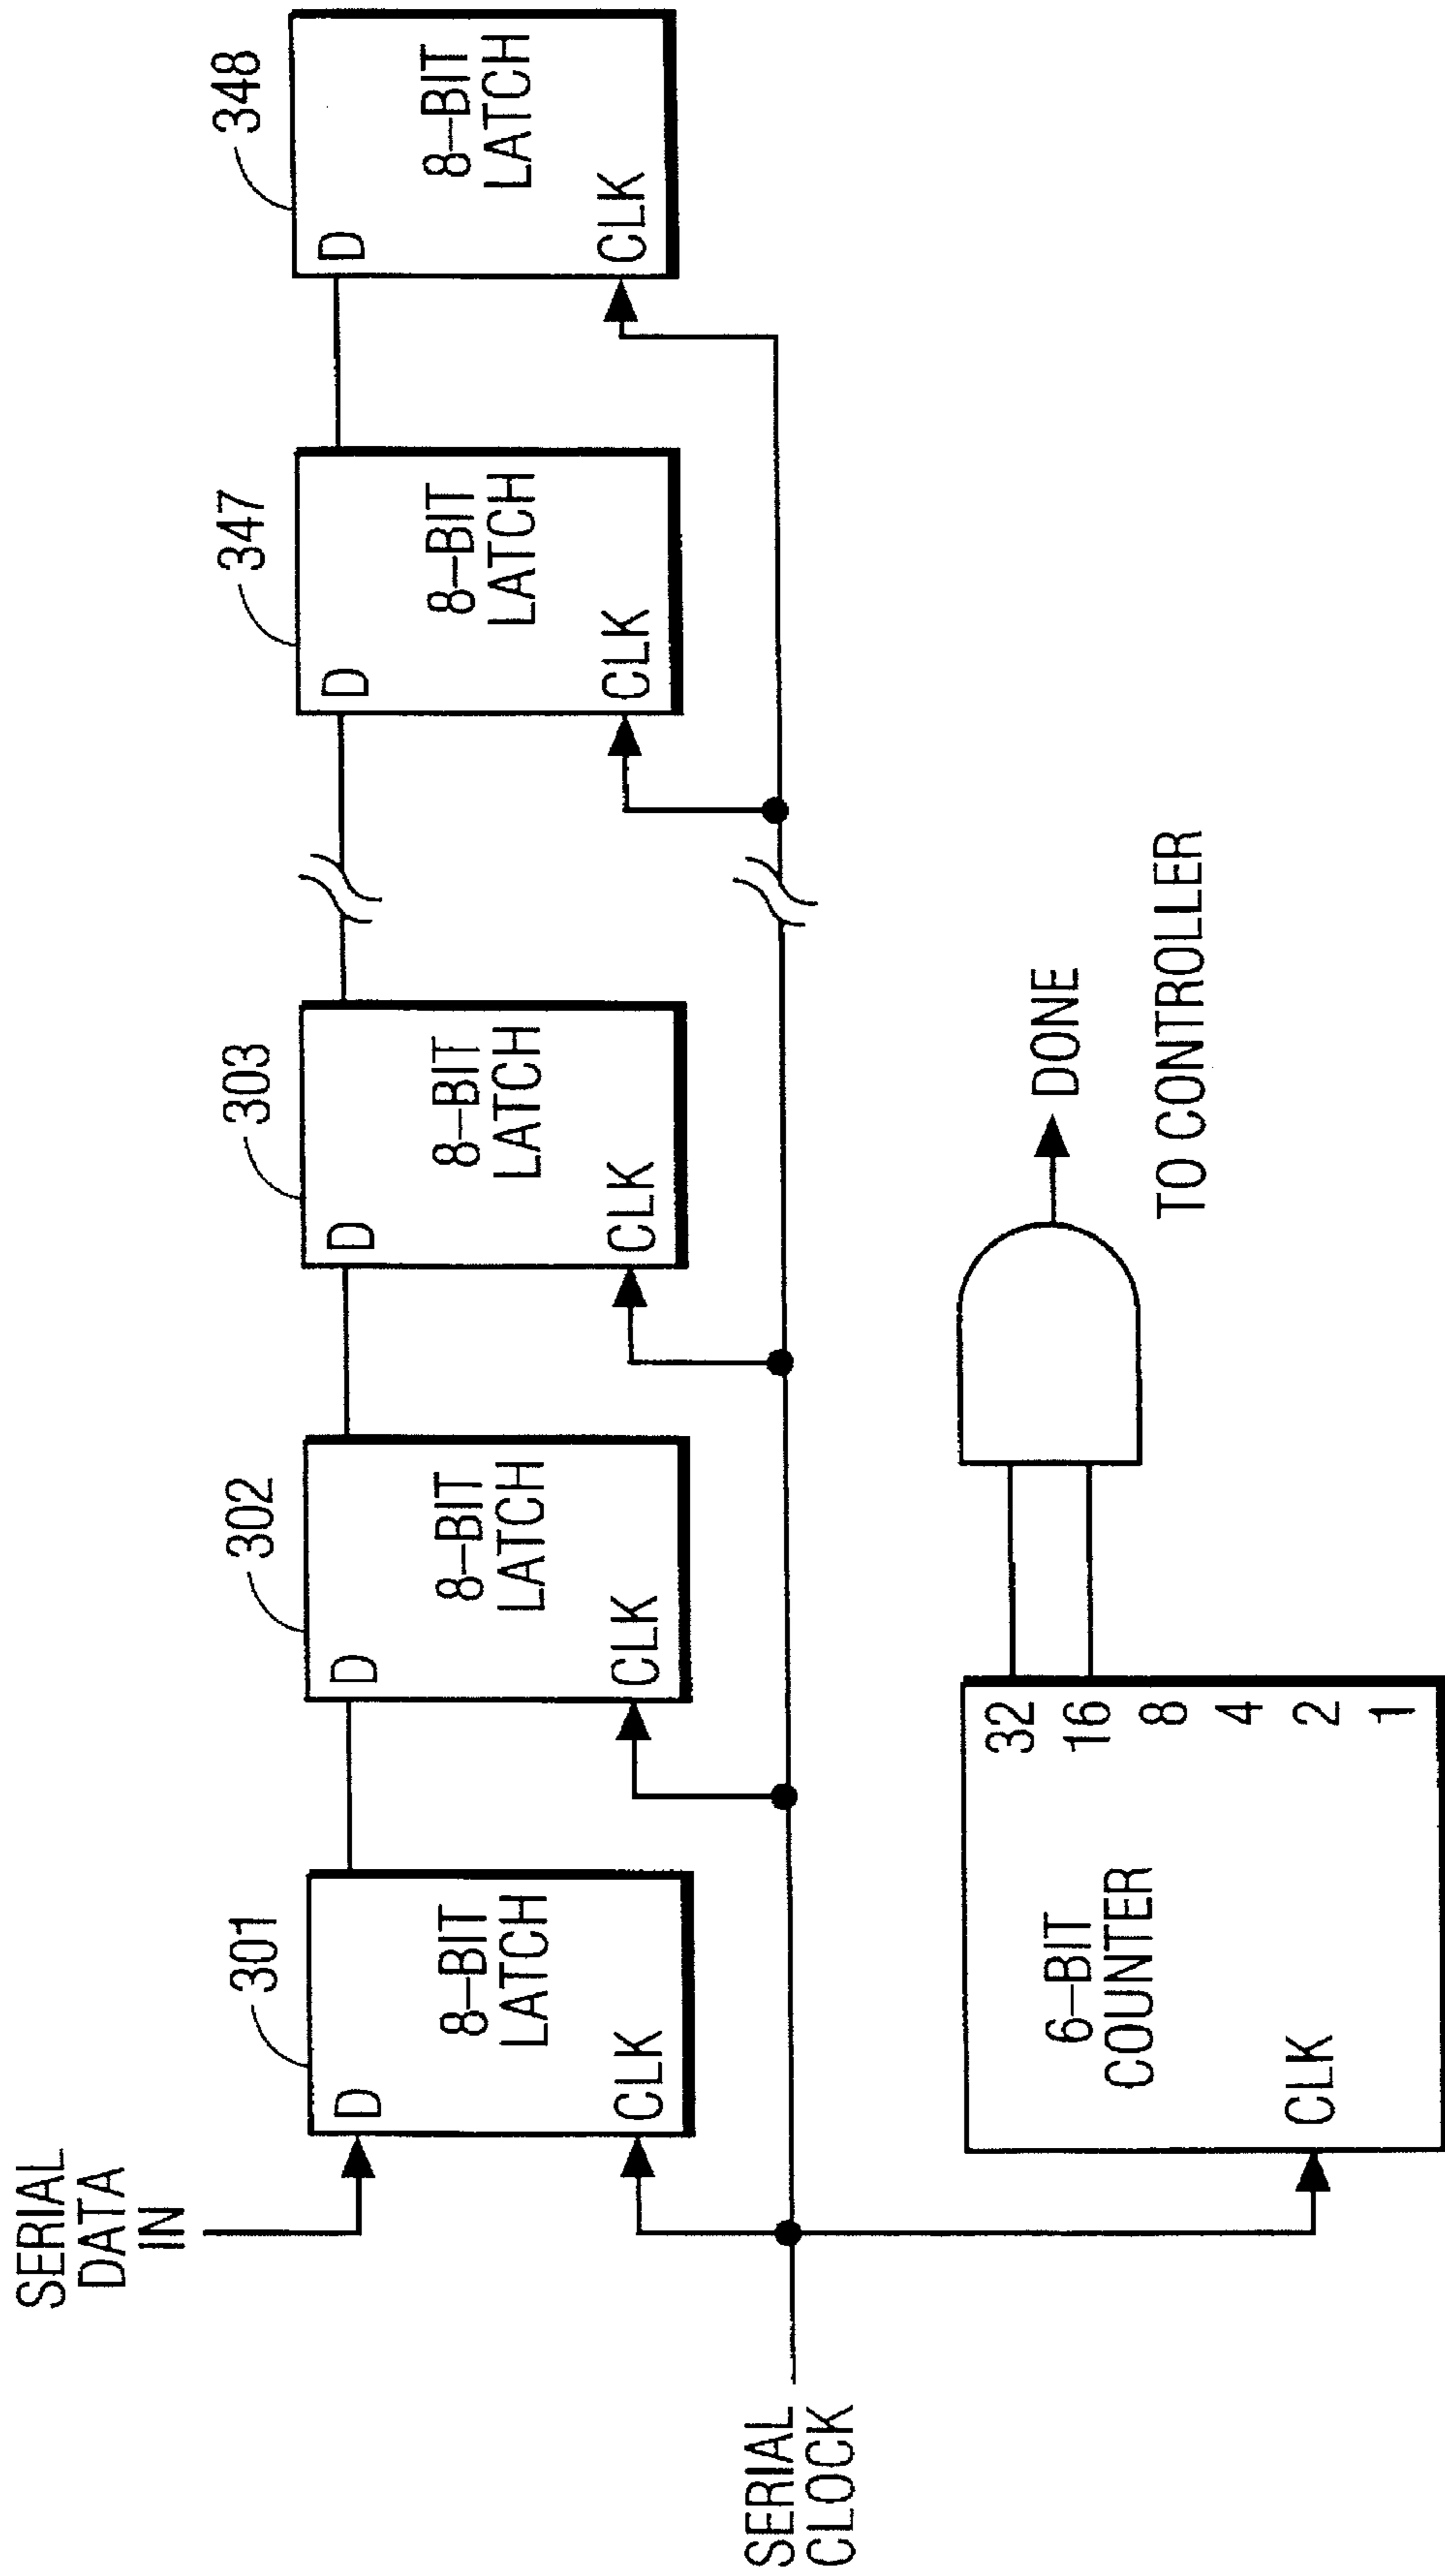 SERIAL
DATA
IN
301
D
8-BIT
LATCH
CLK
302
D
8-BIT
LATCH
CLK
303
D
8-BIT
LATCH
CLK
347
D
8-BIT
LATCH
CLK
348
D
8-BIT
LATCH
CLK
SERIAL
CLOCK
6-BIT
COUNTER
CLK
32
16
8
4
2
1
DONE
TO CONTROLLER